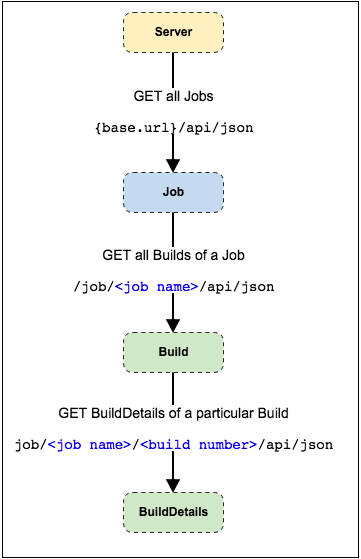 Server
GET all Jobs
{base.url}/api/json
Job
GET all Builds of a Job
/job/<job name>/api/json
Build
GET BuildDetails of a particular Build
job/<job name>/<build number>/api/json
BuildDetails